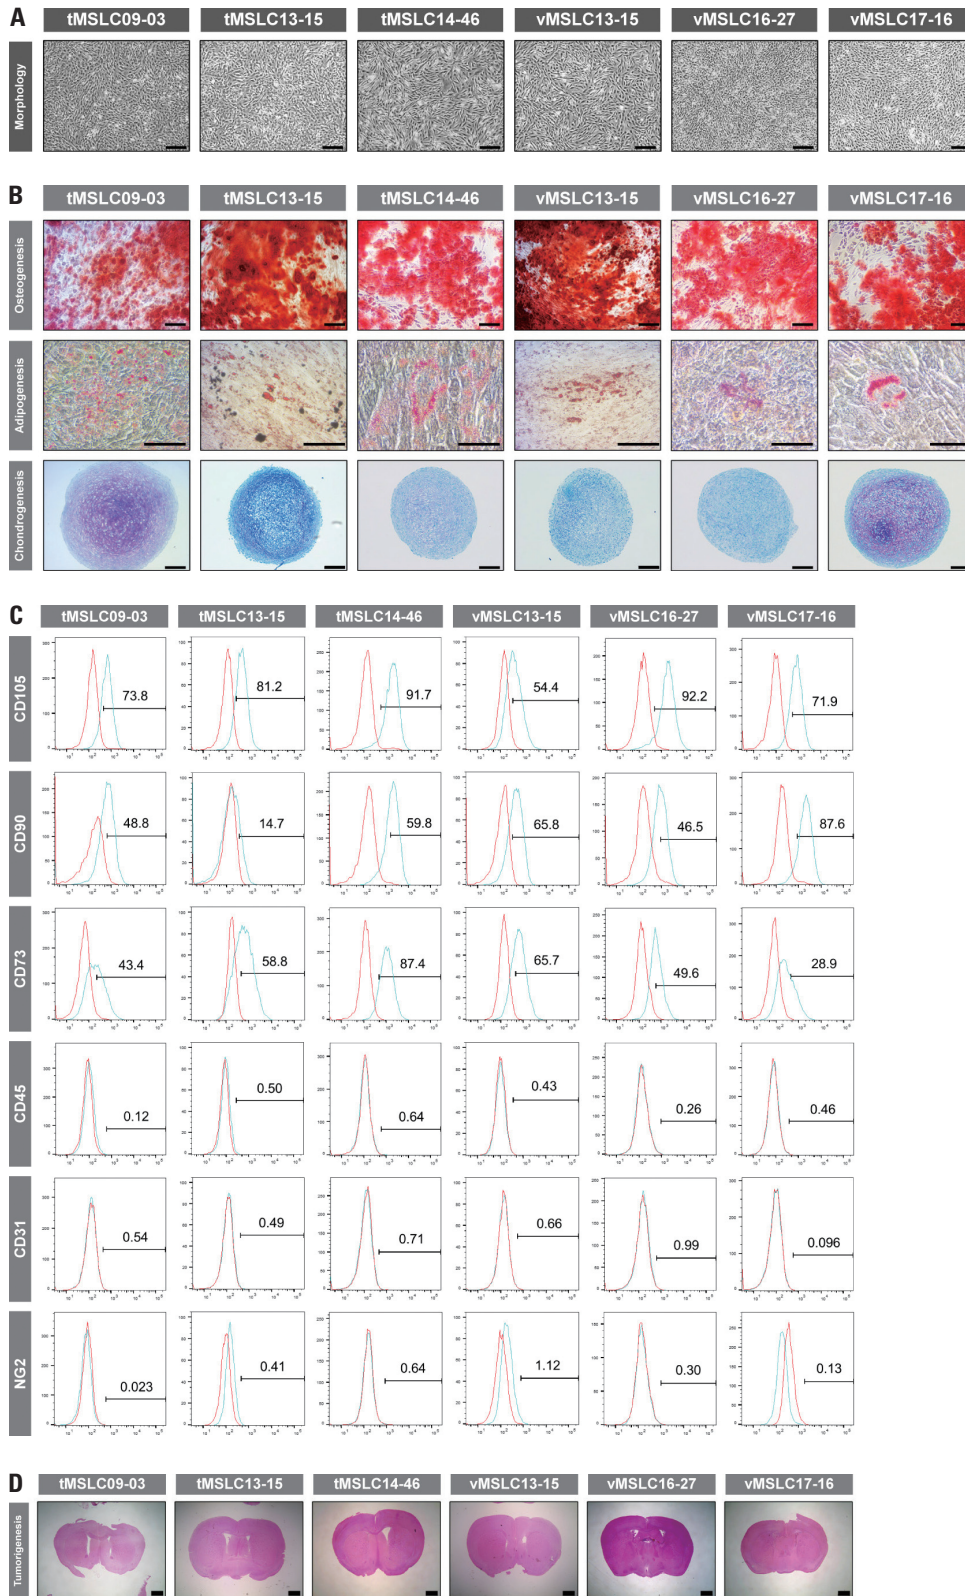 A
tMSLC09-03 tMSLC13-15 tMSLC14-46 vMSLC13-15 vMSLC16-27 vMSLC17-16
Morphology
B
tMSLC09-03 tMSLC13-15 tMSLC14-46 vMSLC13-15 vMSLC16-27 vMSLC17-16
Osteogenesis
Adipogenesis
Chondrogenesis
C
tMSLC09-03 tMSLC13-15 tMSLC14-46 vMSLC13-15 vMSLC16-27 vMSLC17-16
CD105
73.8 81.2 91.7 54.4 92.2 71.9
CD90
48.8 14.7 59.8 65.8 46.5 87.6
CD73
43.4 58.8 87.4 65.7 49.6 28.9
CD45
0.12 0.50 0.64 0.43 0.26 0.46
CD31
0.54 0.49 0.71 0.66 0.99 0.096
NG2
0.023 0.41 0.64 1.12 0.30 0.13
D
tMSLC09-03 tMSLC13-15 tMSLC14-46 vMSLC13-15 vMSLC16-27 vMSLC17-16
Tumorigenesis